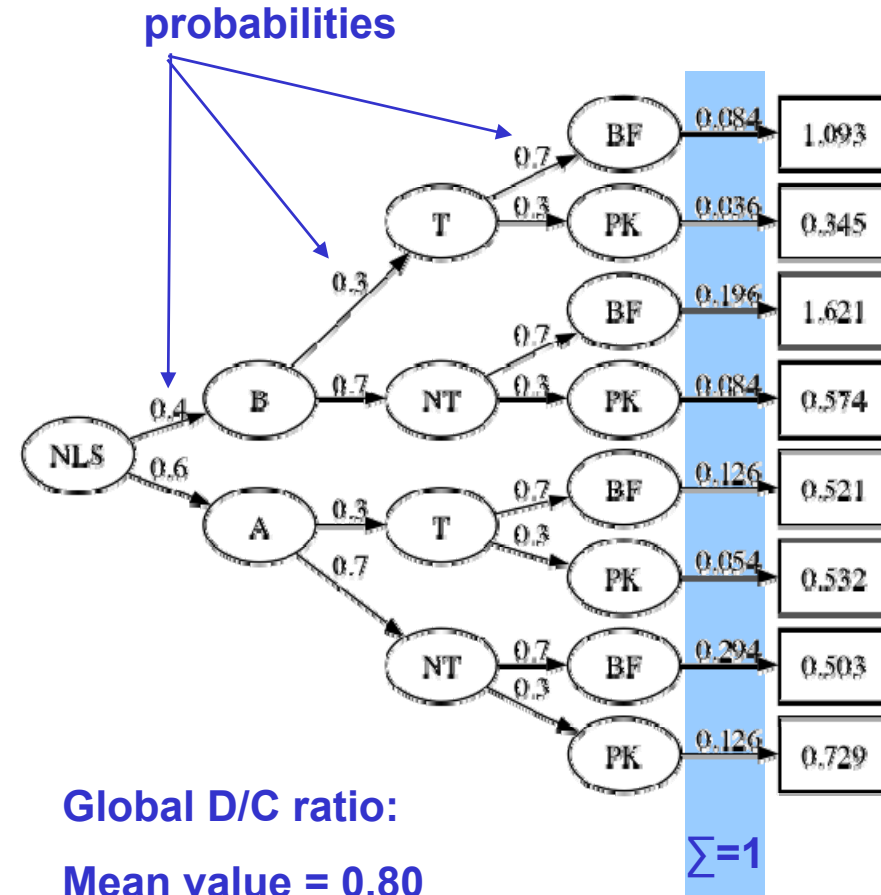 probabilities
BF 0.084 1.093
0.7
T 0.3 PK 0.036 0.345
0.3
BF 0.196 1.621
0.7
B 0.7 NT 0.3 PK 0.084 0.574
0.4
NLS
0.6
BF 0.126 0.521
0.7
A 0.3 T
0.3
PK 0.054 0.532
0.7
NT 0.7 BF 0.294 0.503
0.3
PK 0.126 0.729
Global D/C ratio:
∑=1
Mean value = 0.80